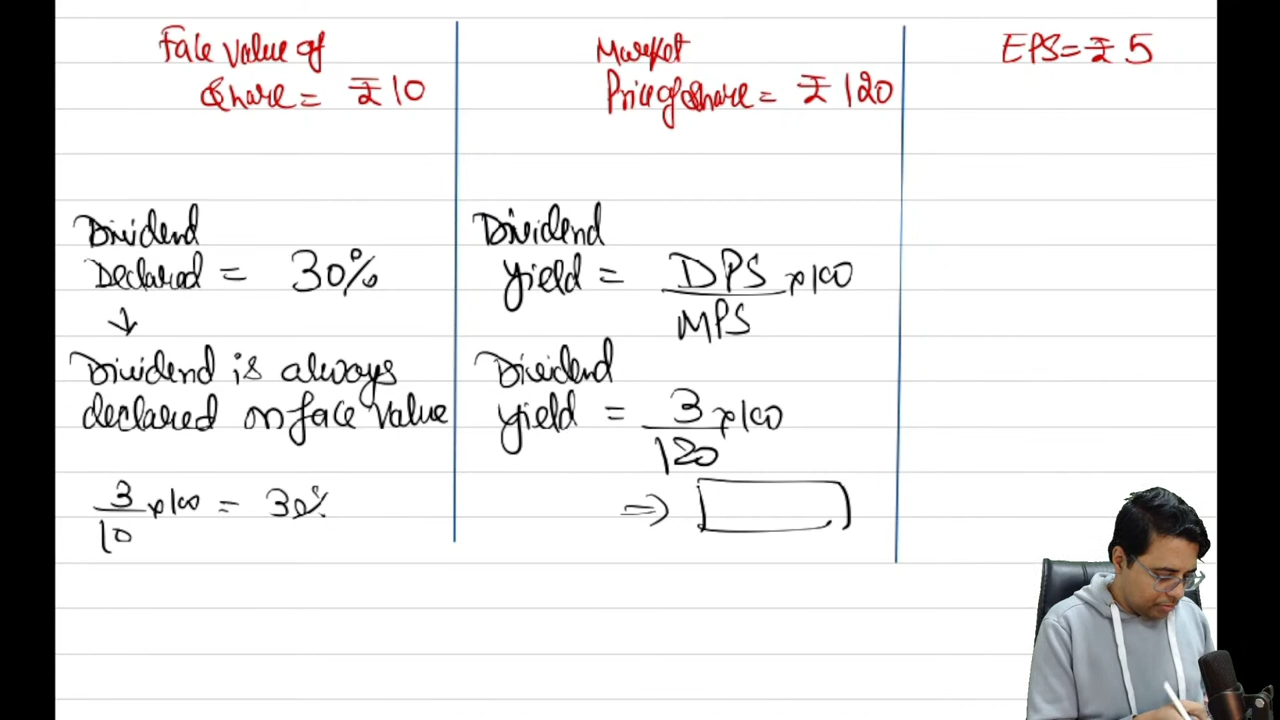 Face Value of
Share = ₹10
Dividend
Declared = 30%
↓
Dividend is always
declared on face Value
3/10 × 100 = 30%
Market
Price of Share = ₹ 120
Dividend
yield = DPS/MPS × 100
Dividend
yield = 3/120 × 100
⇒
EPS = ₹ 5